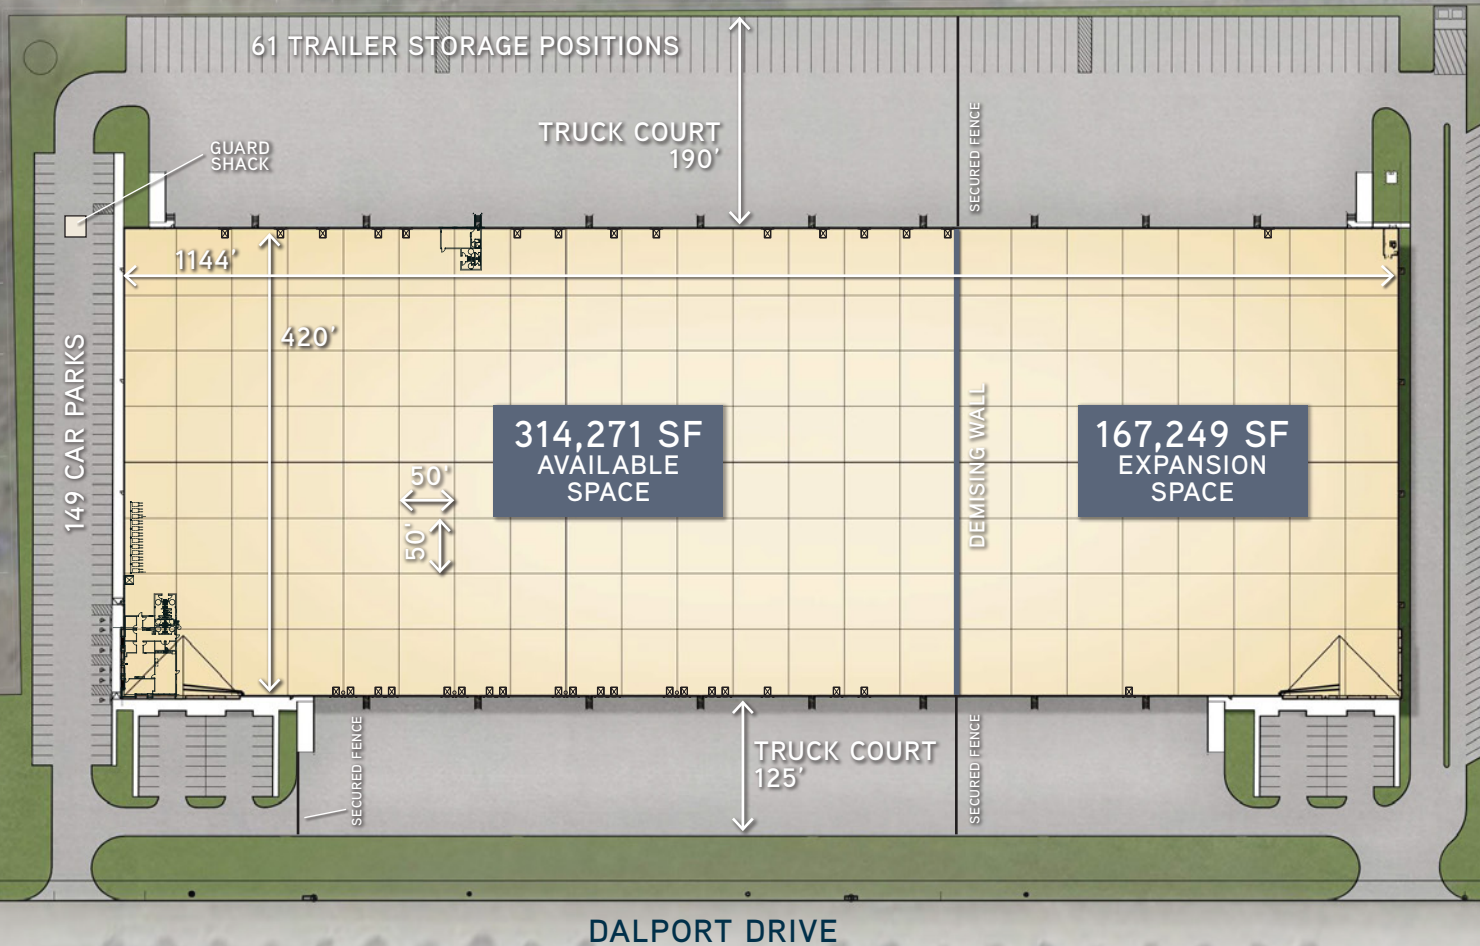 61 TRAILER STORAGE POSITIONS
TRUCK COURT
190’
SECURED FENCE
GUARD
SHACK
1144’
420’
149 CAR PARKS
314,271 SF
AVAILABLE
SPACE
DEMISING WALL
167,249 SF
EXPANSION
SPACE
50’
50’
SECURED FENCE
TRUCK COURT
125’
SECURED FENCE
DALPORT DRIVE